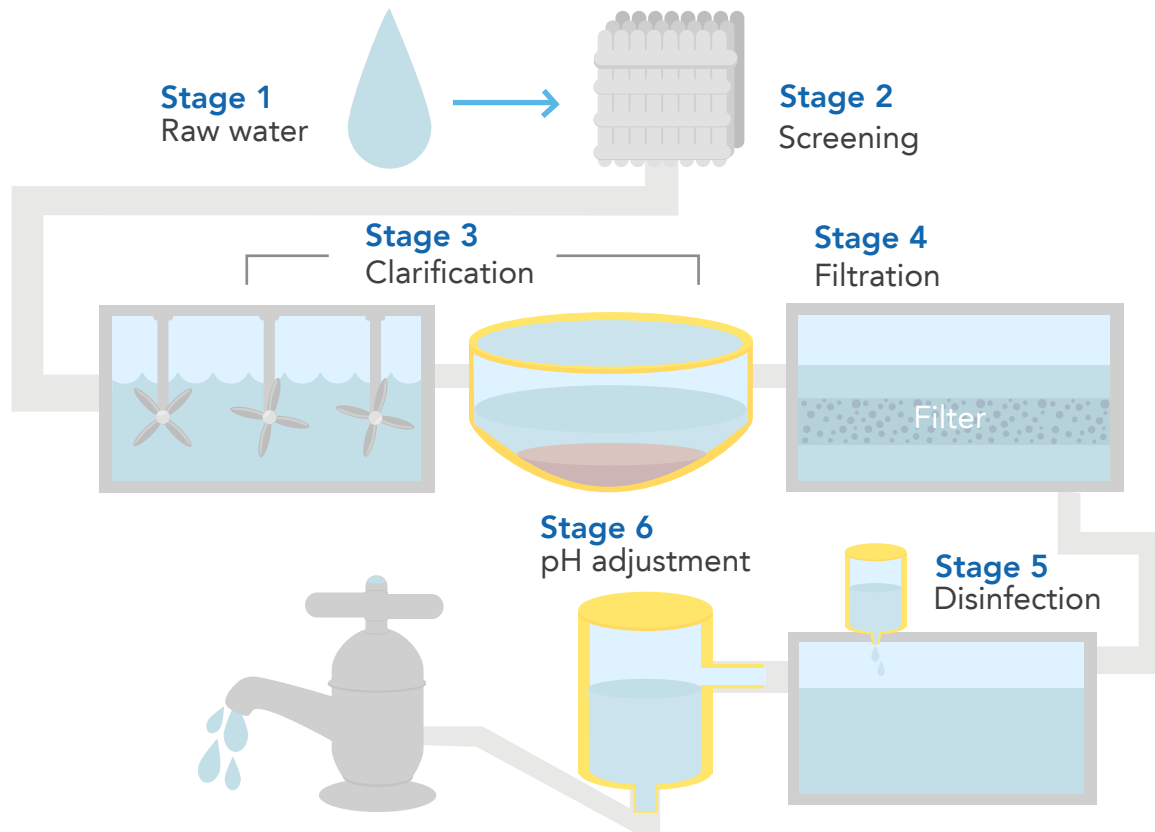 Stage 1
Raw water
Stage 2
Screening
Stage 3
Clarification
Stage 4
Filtration
Filter
Stage 5
Disinfection
Stage 6
pH adjustment